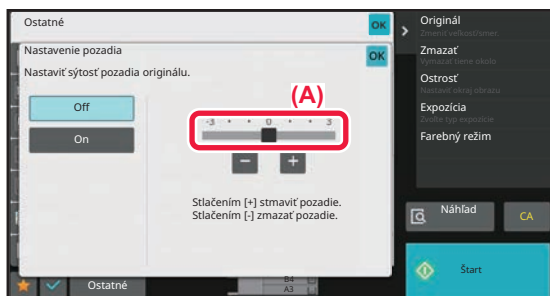 Ostatné
OK
Nastavenie pozadia
OK
Nastaviť sýtosť pozadia originálu.
Off
On
(A)
-3 • • 0 • • 3
Stlačením [+] stmaviť pozadie.
Stlačením [-] zmazať pozadie.
Originál
Zmeniť veľkosť/smer.
Zmazať
Vymazať tiene okolo
Ostrosť
Nastaviť okraj obrazu
Expozícia
Zvoľte typ expozície
Farebný režim
Náhľad
CA
Štart
Ostatné
B4
A3